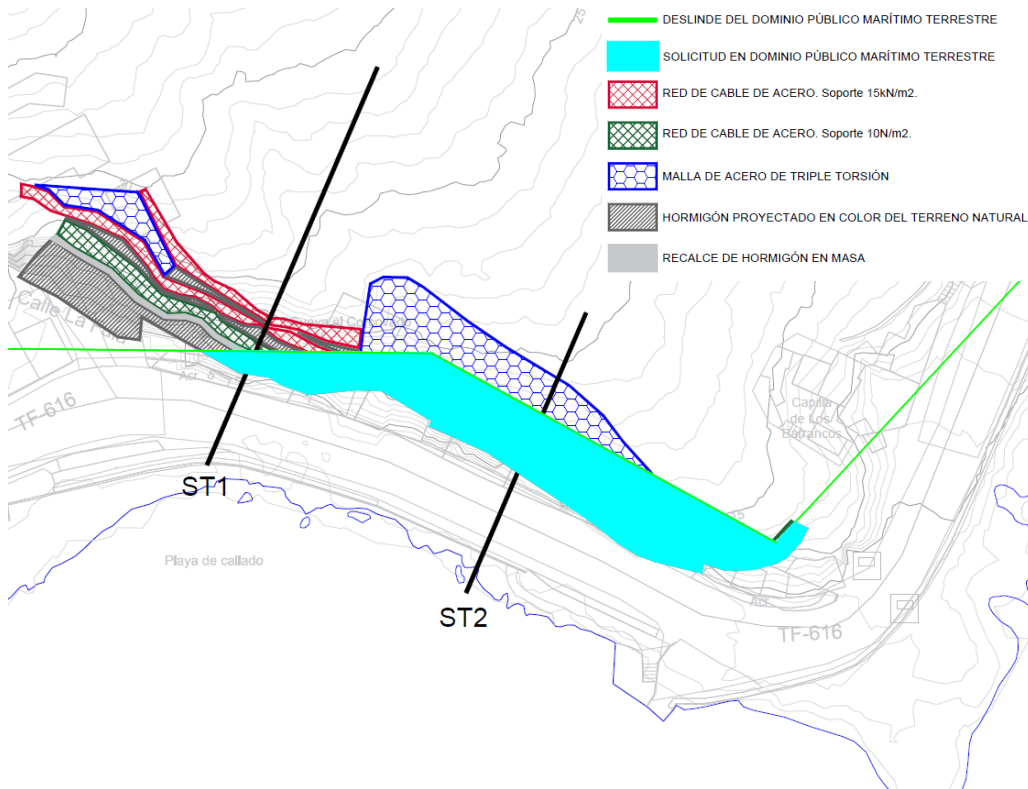 DESLINDE DEL DOMINIO PÚBLICO MARÍTIMO TERRESTRE
SOLICITUD EN DOMINIO PÚBLICO MARÍTIMO TERRESTRE
RED DE CABLE DE ACERO. Soporte 15kN/m2.
RED DE CABLE DE ACERO. Soporte 10N/m2.
MALLA DE ACERO DE TRIPLE TORSIÓN
HORMIGÓN PROYECTADO EN COLOR DEL TERRENO NATURAL
RECALCE DE HORMIGÓN EN MASA
25
Calle La
TF-616
Acr.
ST1
Capilla
de Los
Playa de callado
ST2
Acr.
TF-616